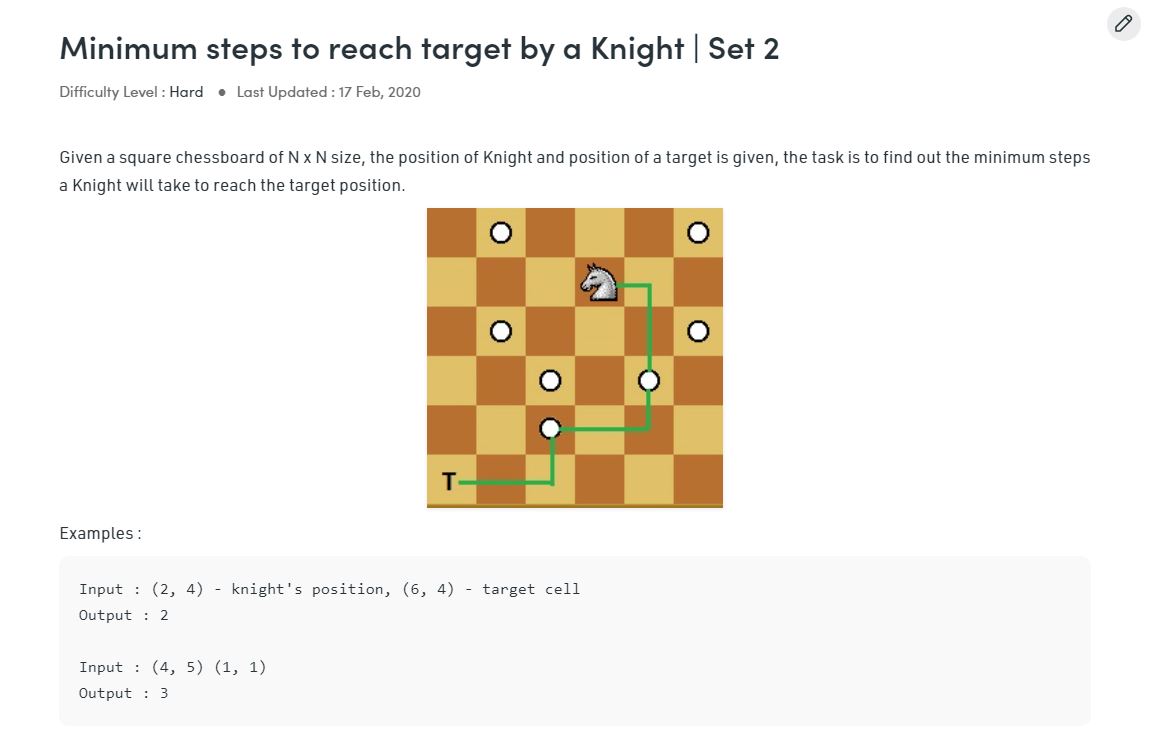 Minimum steps to reach target by a Knight | Set 2
Difficulty Level : Hard ● Last Updated : 17 Feb, 2020
Given a square chessboard of N x N size, the position of Knight and position of a target is given, the task is to find out the minimum steps
a Knight will take to reach the target position.
T
Examples :
Input : (2, 4) - knight's position, (6, 4) - target cell
Output : 2
Input : (4, 5) (1, 1)
Output : 3